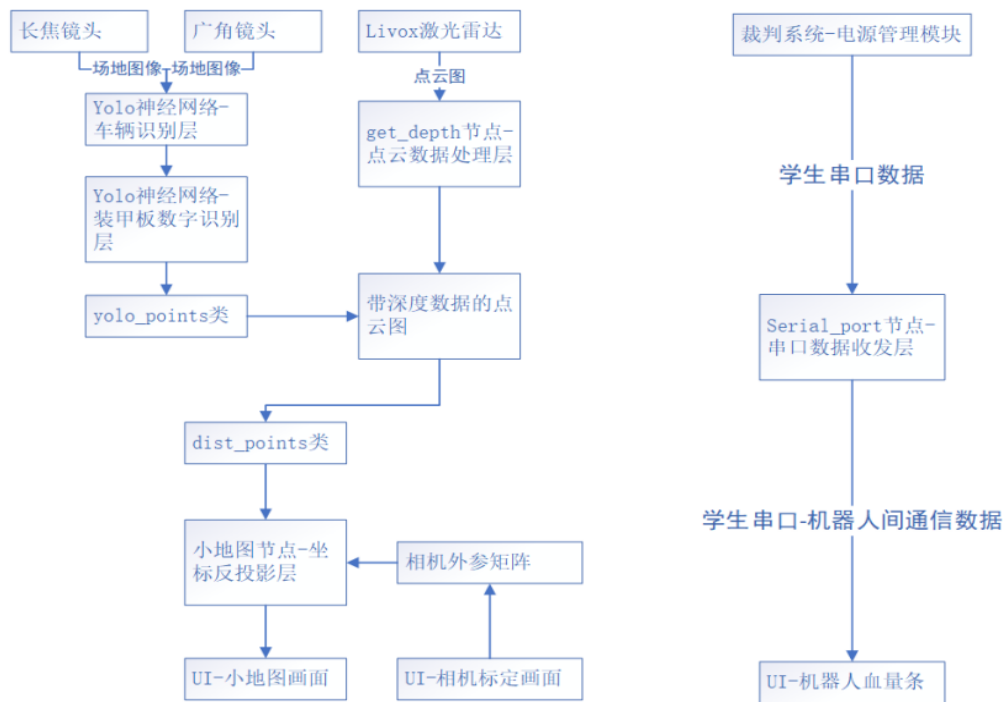 长焦镜头
广角镜头
Livox激光雷达
裁判系统-电源管理模块
场地图像
场地图像
点云图
Yolo神经网络-
车辆识别层
get_depth节点-
点云数据处理层
学生串口数据
Yolo神经网络-
装甲板数字识别
层
yolo_points类
带深度数据的点
云图
Serial_port节点-
串口数据收发层
dist_points类
学生串口-机器人间通信数据
小地图节点-坐
标反投影层
相机外参矩阵
UI-小地图画面
UI-相机标定画面
UI-机器人血量条